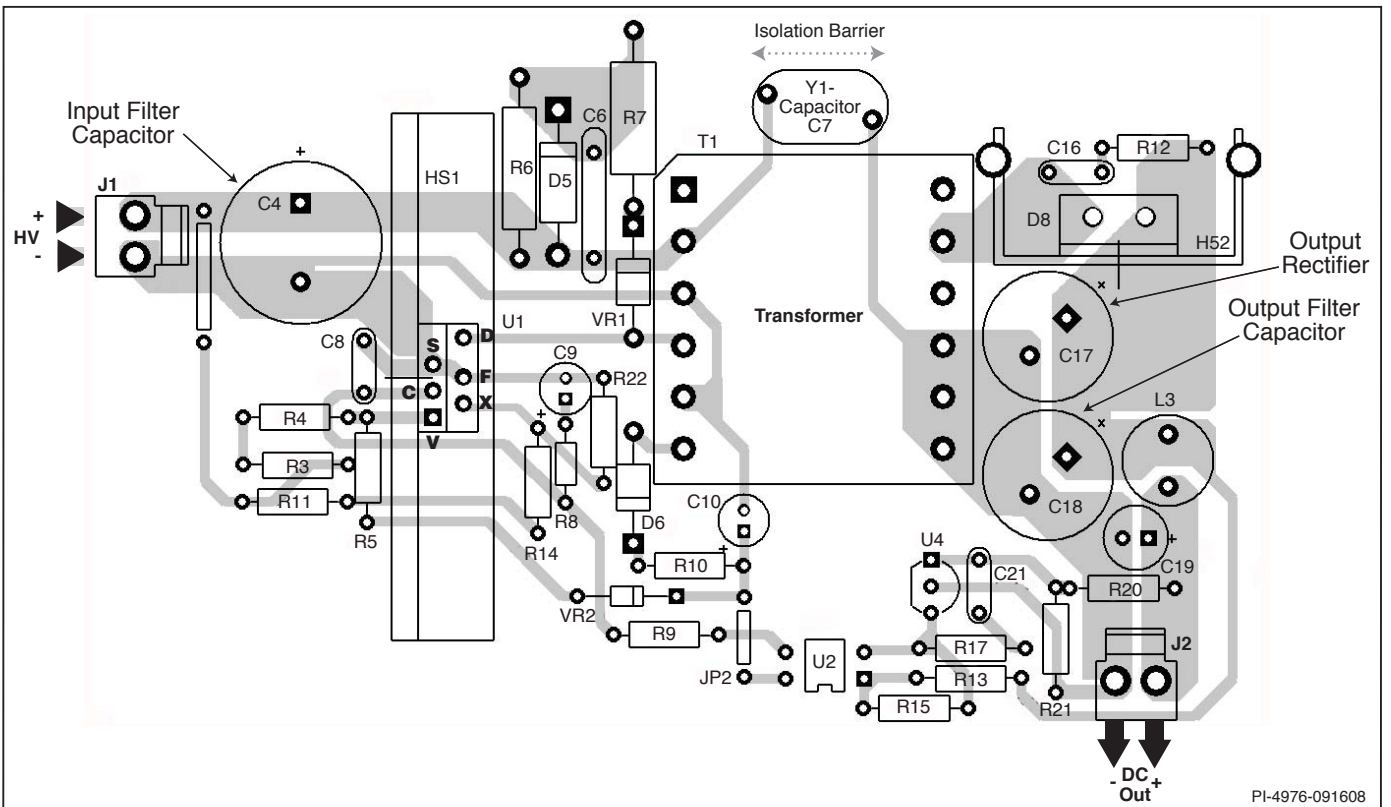 Isolation Barrier
Y1-
Capacitor
C7
Input Filter
Capacitor
+
J1
C4
HS1
R6
D5
C6
R7
T1
C16
R12
D8
H52
+
HV
-
Output
Rectifier
Output Filter
Capacitor
VR1
Transformer
C17
U1
D
S
F
C
X
V
C8
C9
+
R22
R4
R3
R11
R5
R14
R8
D6
C10
+
R10
C18
L3
C19
+
U4
C21
R20
VR2
R9
JP2
U2
R17
R13
R15
R21
J2
- DC +
Out
PI-4976-091608